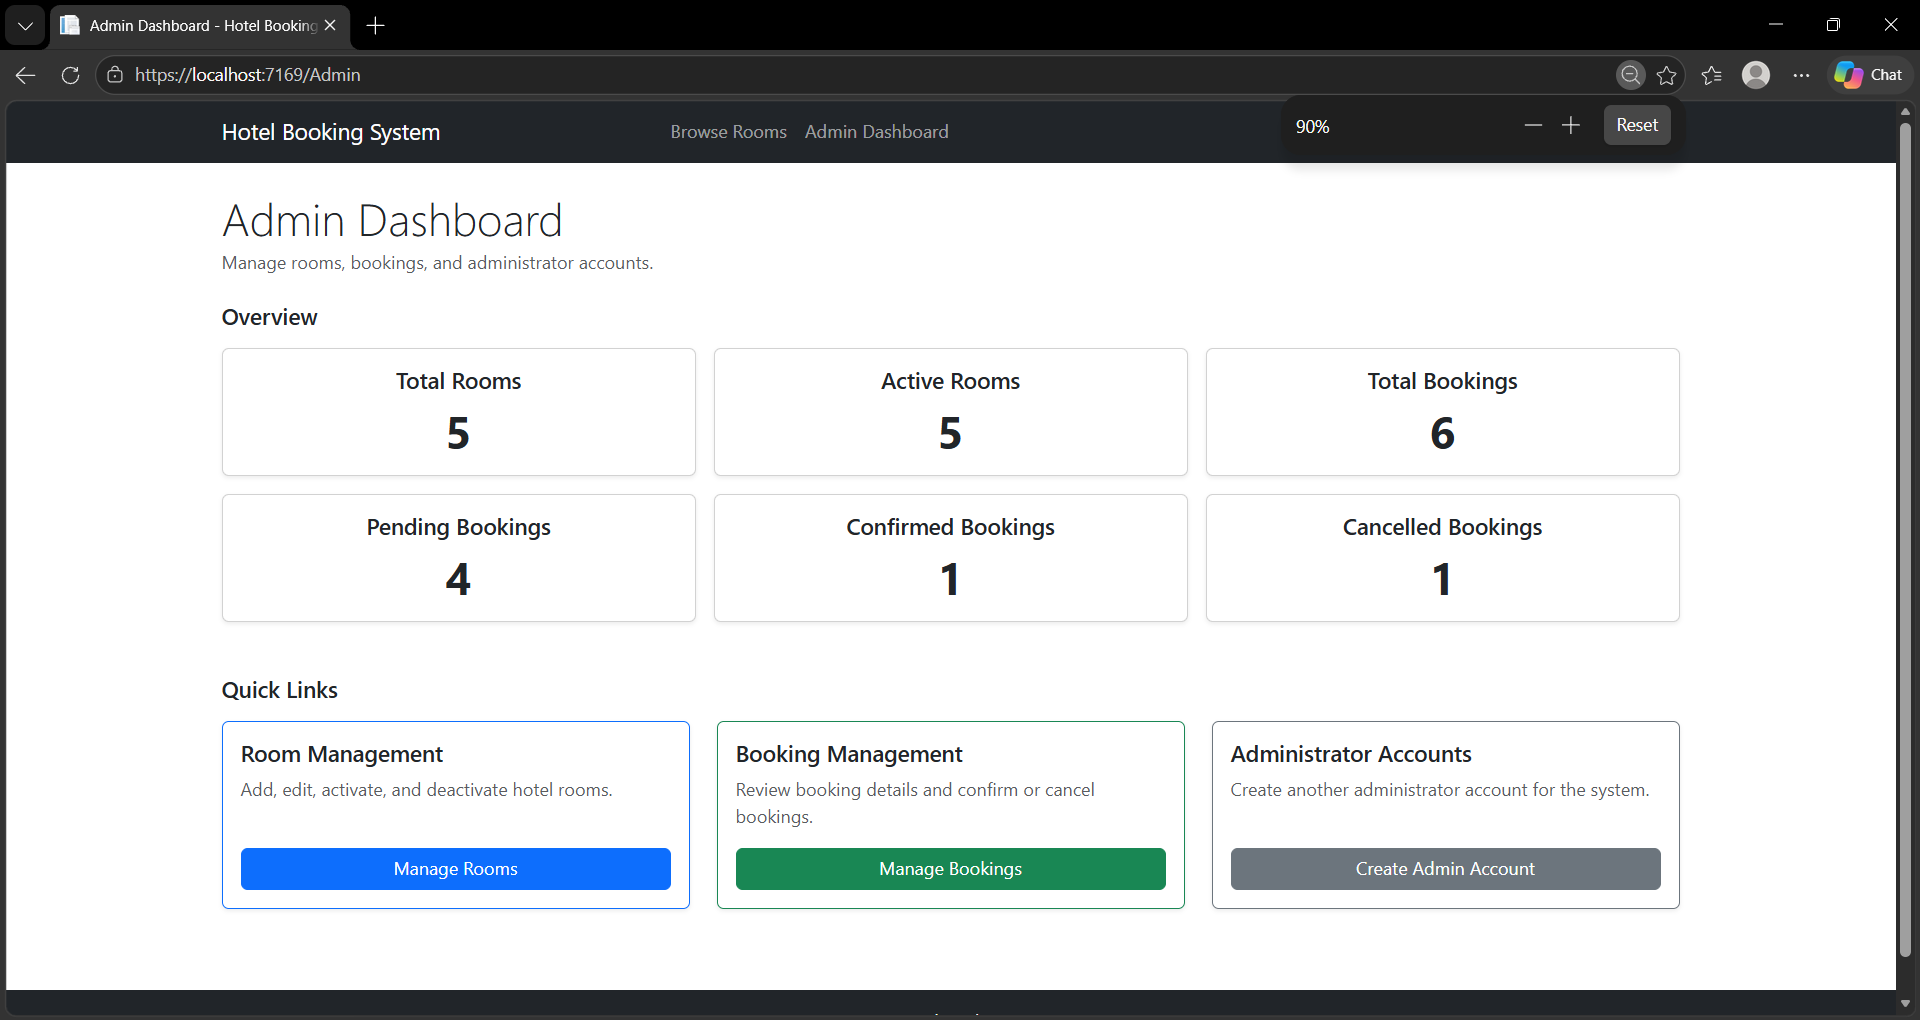 Admin Dashboard - Hotel Booking
https://localhost:7169/Admin
Chat
Hotel Booking System
Browse Rooms
Admin Dashboard
90%
Reset
Admin Dashboard
Manage rooms, bookings, and administrator accounts.
Overview
Total Rooms
5
Active Rooms
5
Total Bookings
6
Pending Bookings
4
Confirmed Bookings
1
Cancelled Bookings
1
Quick Links
Room Management
Add, edit, activate, and deactivate hotel rooms.
Manage Rooms
Booking Management
Review booking details and confirm or cancel
bookings.
Manage Bookings
Administrator Accounts
Create another administrator account for the system.
Create Admin Account